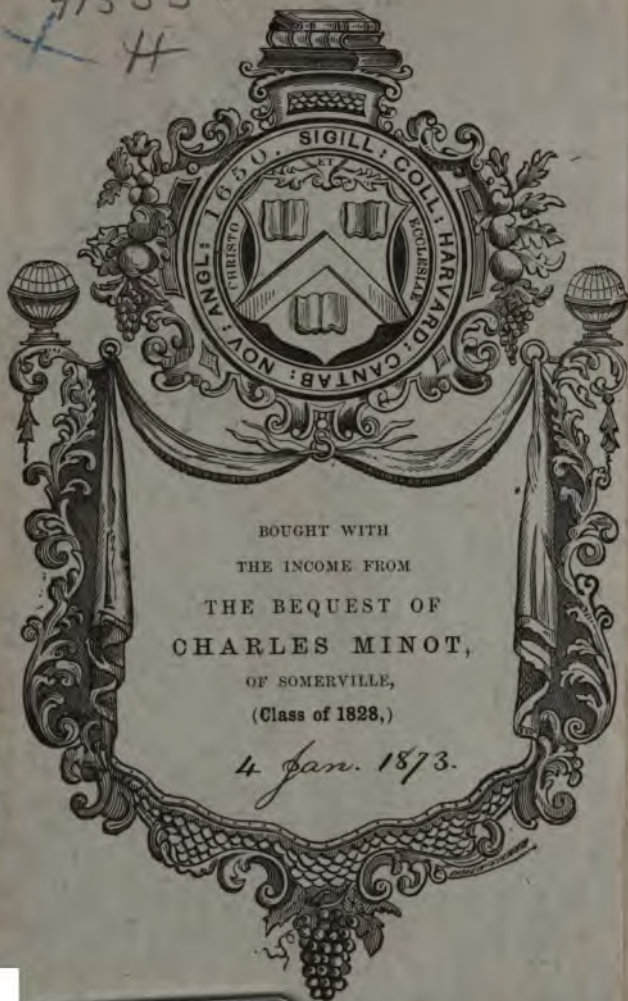 H
SIGILL: COLL: HARVARD: CANTAB: NOV: ANGL: 1650.
ET
CHRISTO
ECCLESIAE
BOUGHT WITH
THE INCOME FROM
THE BEQUEST OF
CHARLES MINOT,
OF SOMERVILLE,
(Class of 1828,)
4 Jan. 1873.